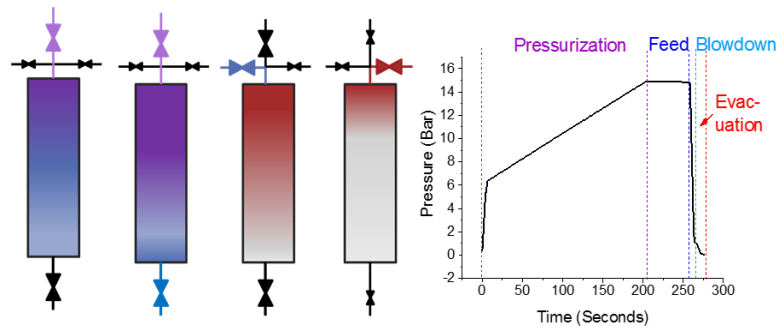 Pressurization Feed Blowdown
Evac-
uation
Pressure (Bar)
16
14
12
10
8
6
4
2
0
-2
0 50 100 150 200 250 300
Time (Seconds)